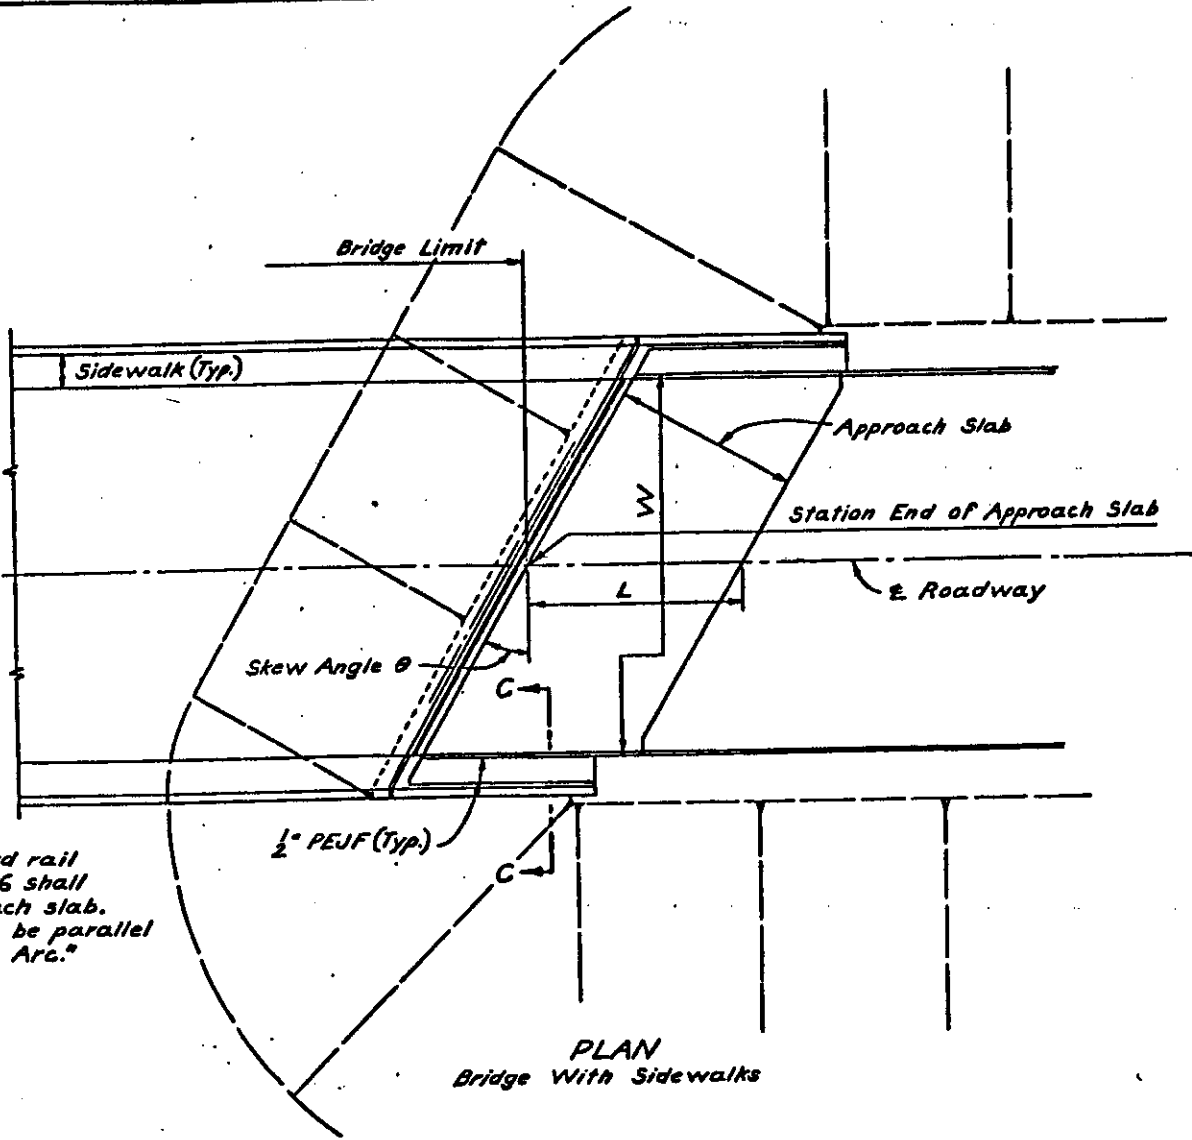 Bridge Limit
Sidewalk (Typ.)
Approach Slab
W
Station End of Approach Slab
℄ Roadway
L
Skew Angle θ
C
1/2" PEJF (Typ.)
C
rail
shall
slab.
be parallel
Arc."
PLAN
Bridge With Sidewalks